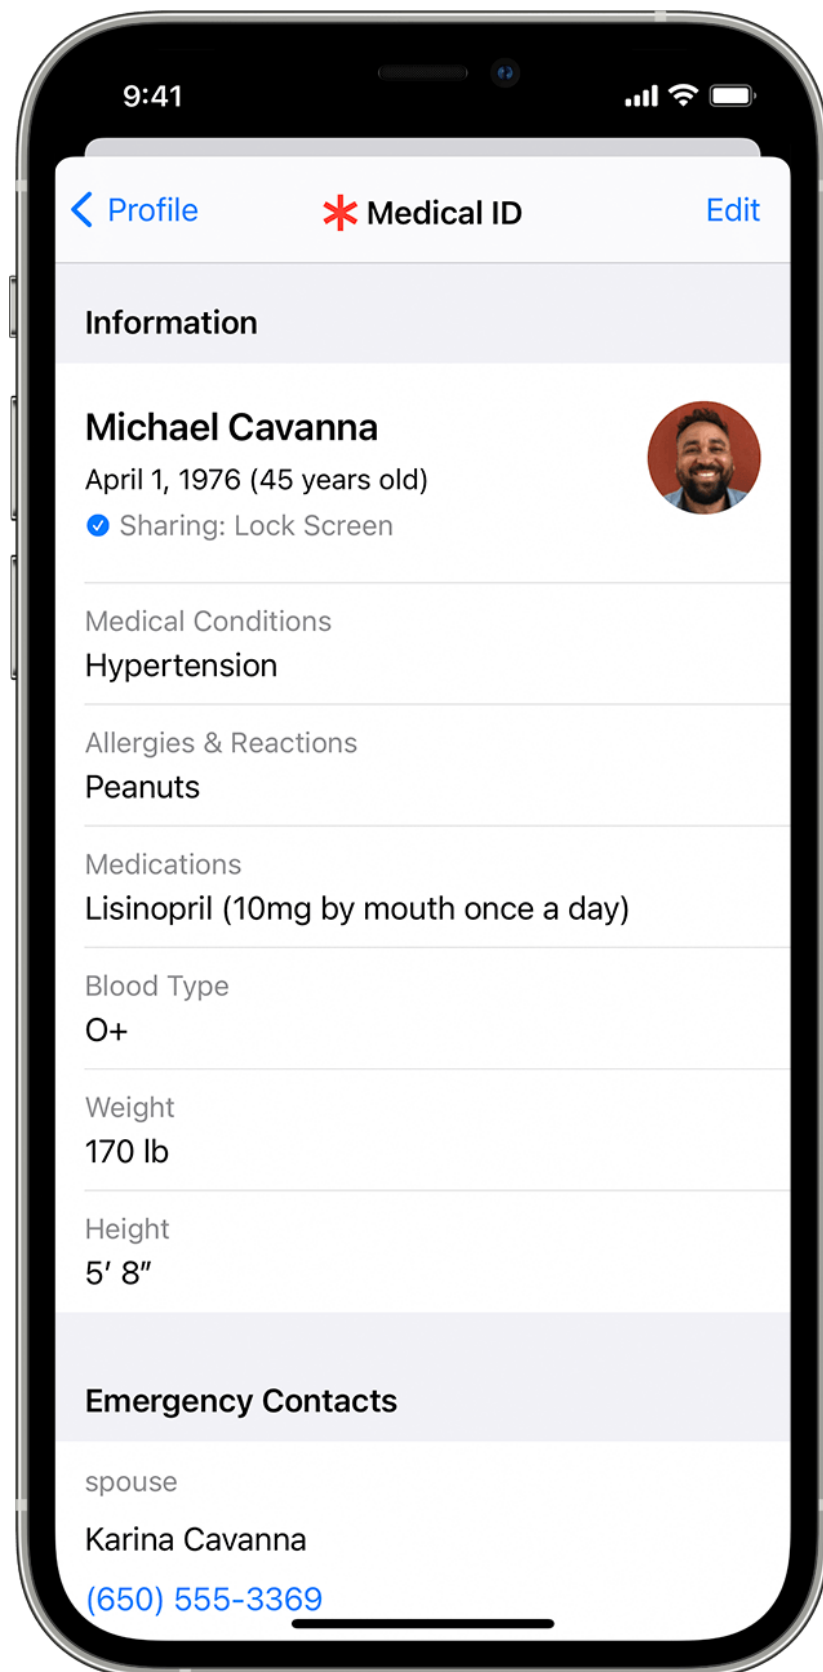 9:41
Profile
Medical ID
Edit
Information
Michael Cavanna
April 1, 1976 (45 years old)
Sharing: Lock Screen
Medical Conditions
Hypertension
Allergies & Reactions
Peanuts
Medications
Lisinopril (10mg by mouth once a day)
Blood Type
O+
Weight
170 lb
Height
5′ 8″
Emergency Contacts
spouse
Karina Cavanna
(650) 555-3369